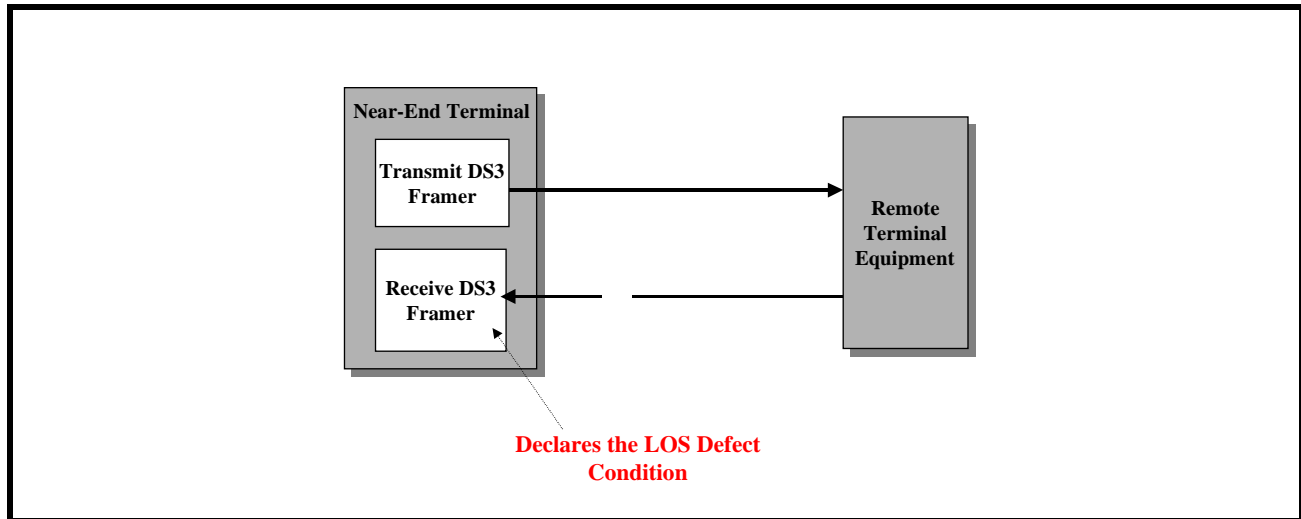 Near-End Terminal
Transmit DS3
Framer
Receive DS3
Framer
Remote
Terminal
Equipment
Declares the LOS Defect
Condition